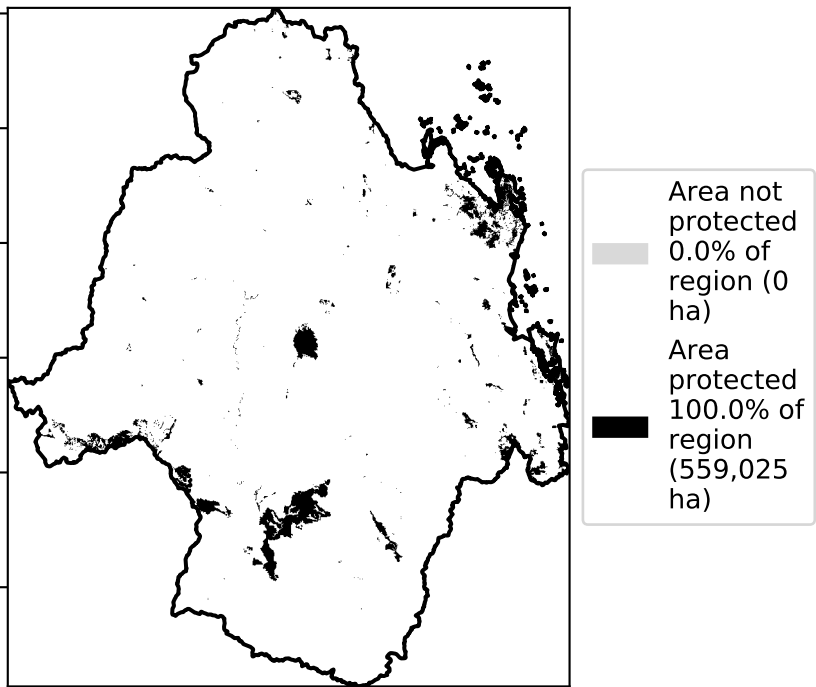 Area not
protected
0.0% of
region (0
ha)
Area
protected
100.0% of
region
(559,025
ha)